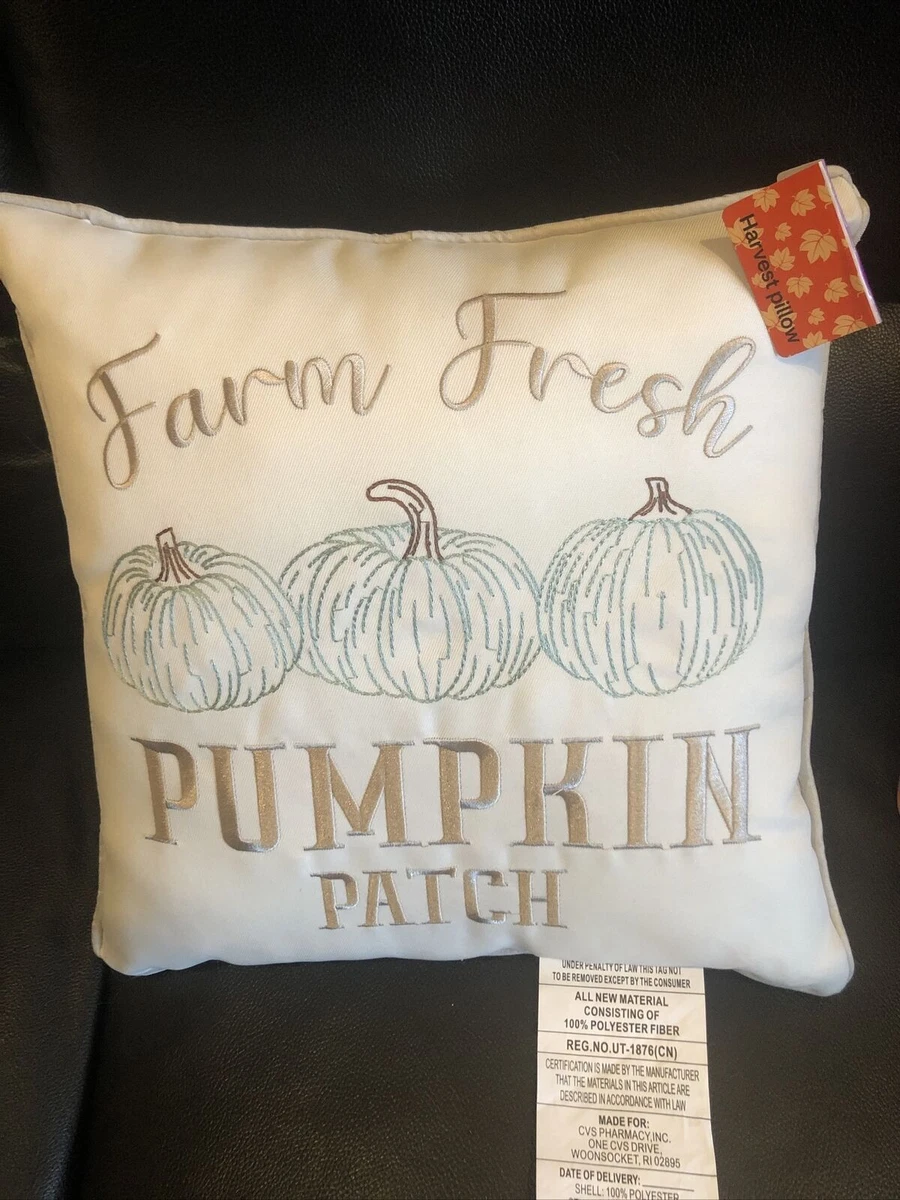 Harvest pillow
Farm Fresh
PUMPKIN
PATCH
UNDER PENALTY OF LAW THIS TAG NOT
TO BE REMOVED EXCEPT BY THE CONSUMER
ALL NEW MATERIAL
CONSISTING OF
100% POLYESTER FIBER
REG.NO.UT-1876(CN)
CERTIFICATION IS MADE BY THE MANUFACTURER
THAT THE MATERIALS IN THIS ARTICLE ARE
DESCRIBED IN ACCORDANCE WITH LAW
MADE FOR:
CVS PHARMACY,INC.
ONE CVS DRIVE,
WOONSOCKET, RI 02895
DATE OF DELIVERY:
SHELL: 100% POLYESTER